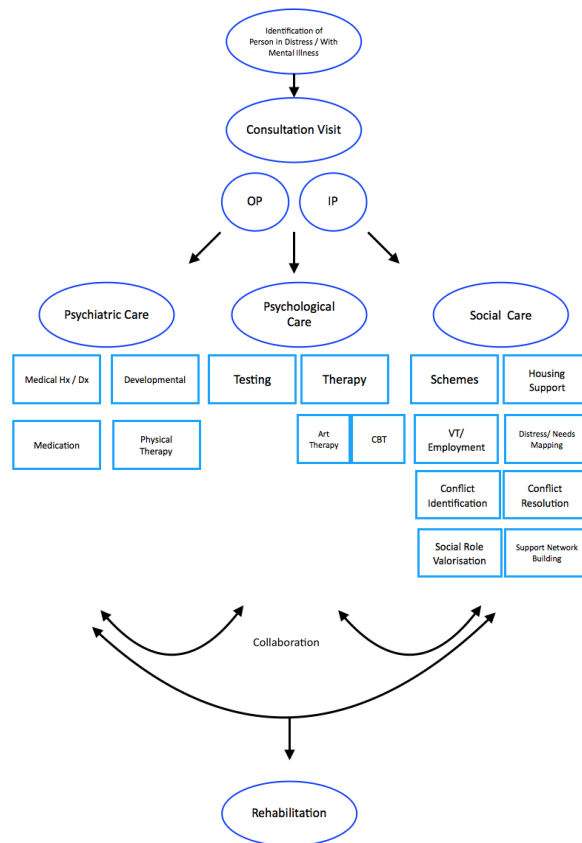 Identification of
Person in Distress / With
Mental Illness
Consultation Visit
OP
IP
Psychiatric Care
Psychological
Care
Social Care
Medical Hx / Dx
Developmental
Testing
Therapy
Schemes
Housing
Support
Medication
Physical
Therapy
Art
Therapy
CBT
VT/
Employment
Distress/ Needs
Mapping
Conflict
Identification
Conflict
Resolution
Social Role
Valorisation
Support Network
Building
Collaboration
Rehabilitation